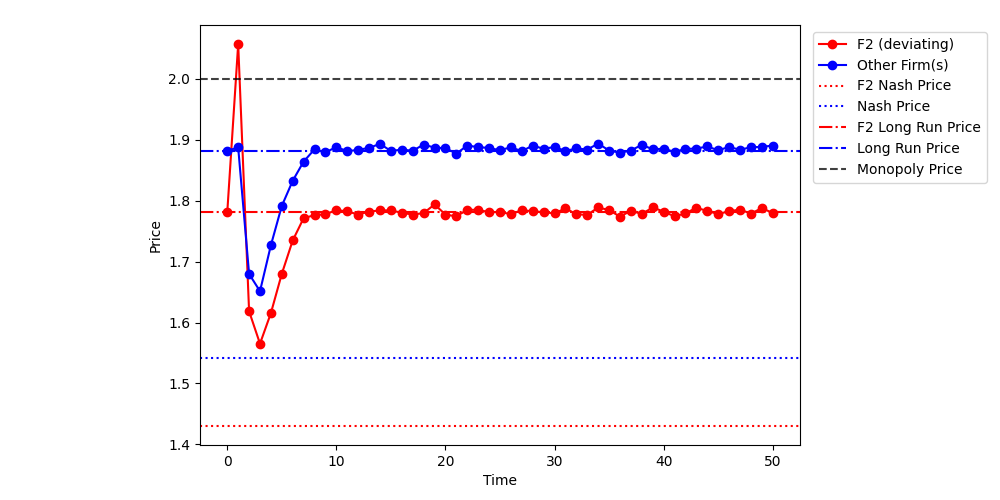 2.0
1.9
1.8
1.7
1.6
1.5
1.4
Price
0 10 20 30 40 50
Time
F2 (deviating)
Other Firm(s)
F2 Nash Price
Nash Price
F2 Long Run Price
Long Run Price
Monopoly Price